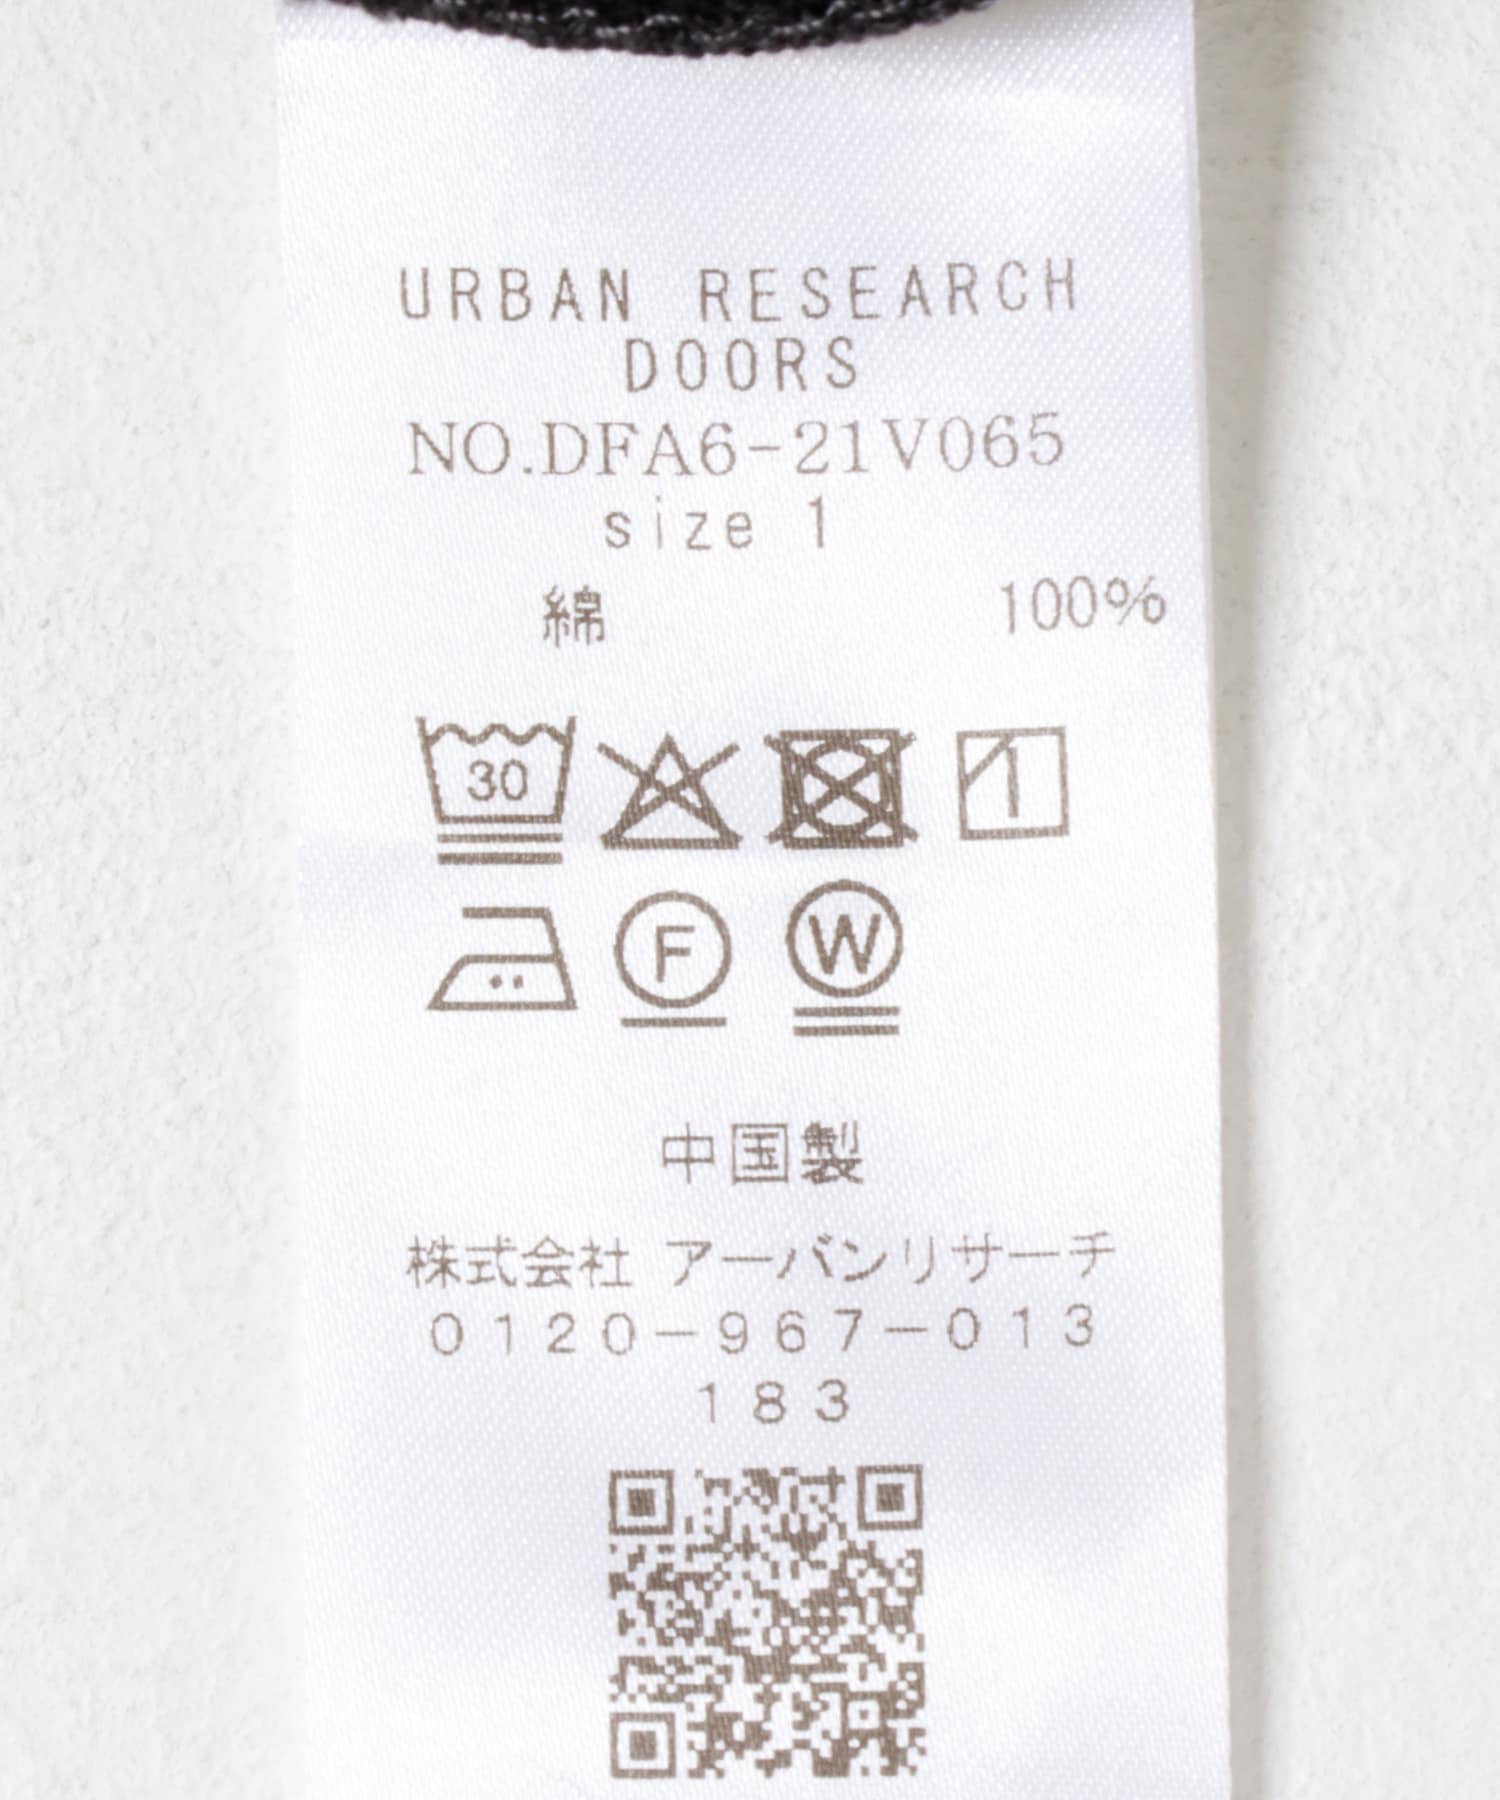 URBAN RESEARCH
DOORS
NO.DFA6-21V065
size 1
綿 100%
30
F W
中国製
株式会社 アーバンリサーチ
0120-967-013
183